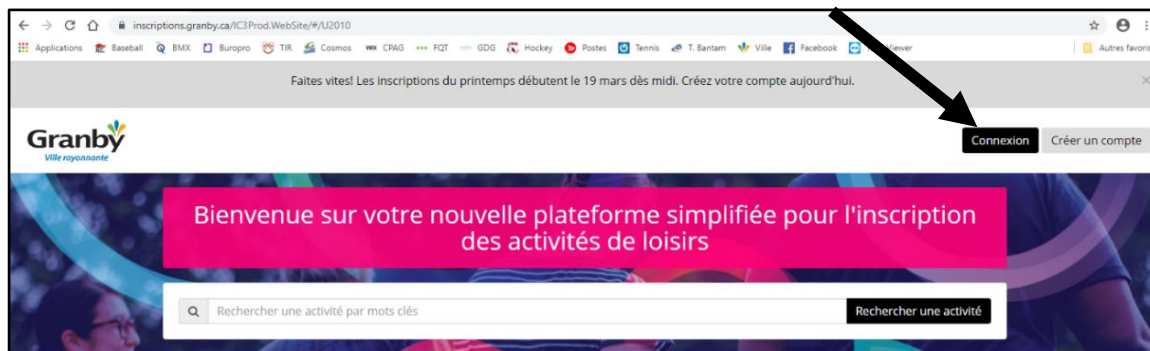 inscriptions.granby.ca/IC3Prod.WebSite/#/U2010
Applications Baseball BMX Buropro TIR Cosmos WIX CPAG FQT GDG Hockey Postes Tennis T. Bantam Ville Facebook Viewer Autres favoris
Faites vites! Les inscriptions du printemps débutent le 19 mars dès midi. Créez votre compte aujourd'hui.
Granby
Ville rayonnante
Connexion Créer un compte
Bienvenue sur votre nouvelle plateforme simplifiée pour l'inscription
des activités de loisirs
Rechercher une activité par mots clés Rechercher une activité